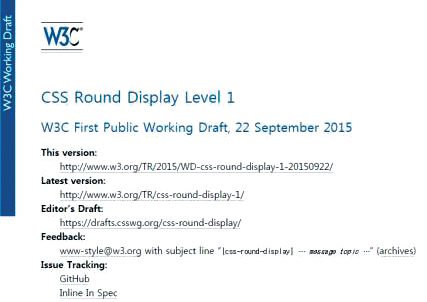 W3C Working Draft
W3C®
CSS Round Display Level 1
W3C First Public Working Draft, 22 September 2015
This version:
http://www.w3.org/TR/2015/WD-css-round-display-1-20150922/
Latest version:
http://www.w3.org/TR/css-round-display-1/
Editor's Draft:
https://drafts.csswg.org/css-round-display/
Feedback:
www-style@w3.org with subject line “[css-round-display] … message topic …” (archives)
Issue Tracking:
GitHub
Inline In Spec